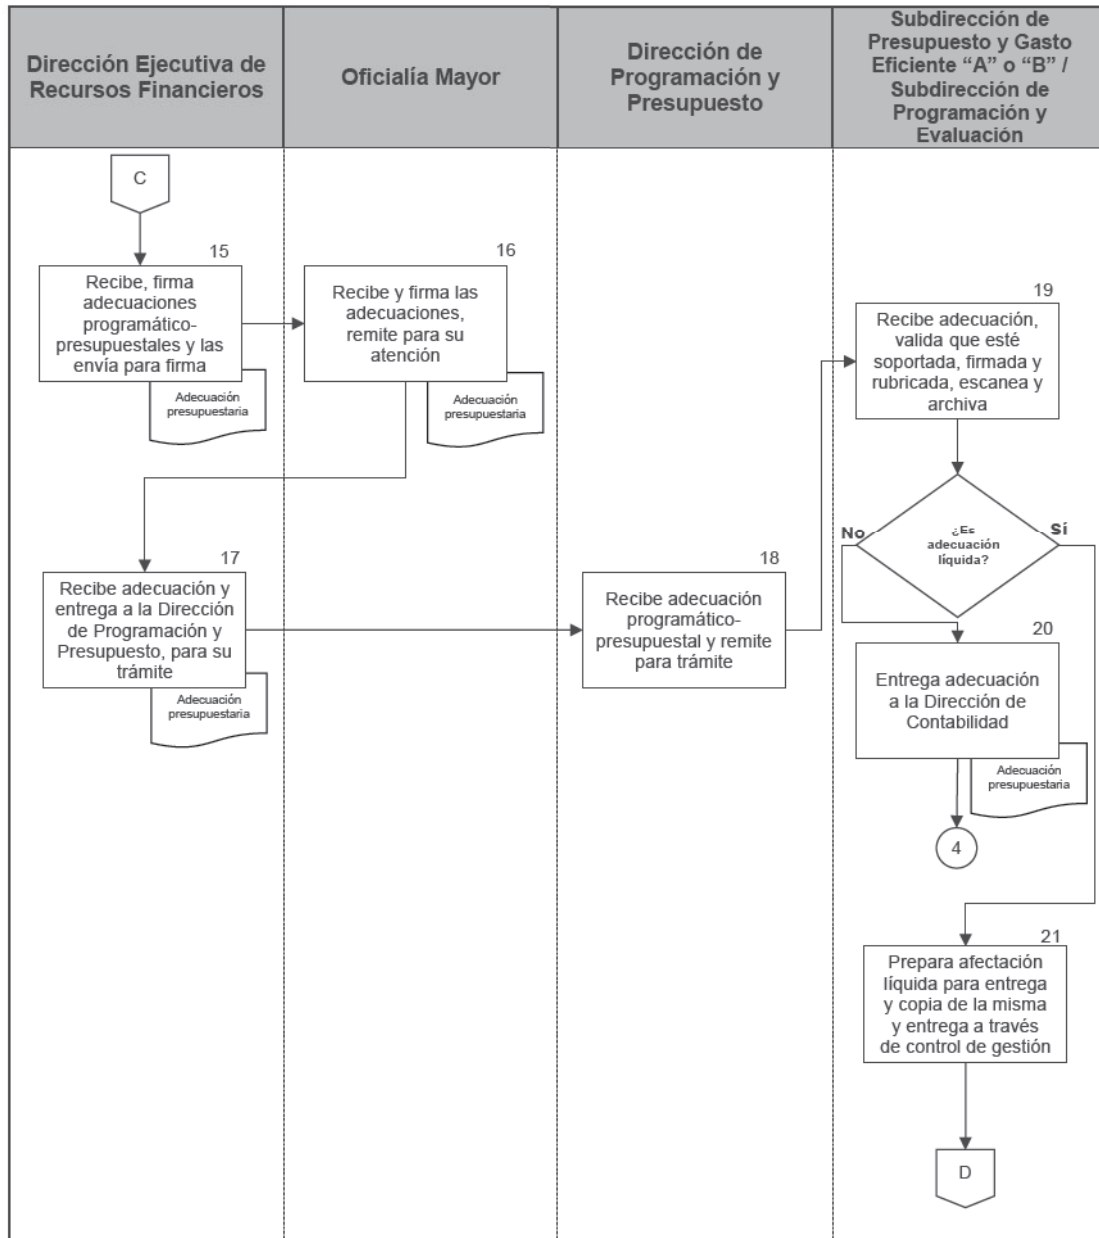 Dirección Ejecutiva de
Recursos Financieros
Oficialía Mayor
Dirección de
Programación y
Presupuesto
Subdirección de
Presupuesto y Gasto
Eficiente “A” o “B” /
Subdirección de
Programación y
Evaluación
C
15
Recibe, firma
adecuaciones
programático-
presupuestales y las
envía para firma
Adecuación
presupuestaria
16
Recibe y firma las
adecuaciones,
remite para su
atención
Adecuación
presupuestaria
17
Recibe adecuación y
entrega a la Dirección
de Programación y
Presupuesto, para su
trámite
Adecuación
presupuestaria
18
Recibe adecuación
programático-
presupuestal y remite
para trámite
19
Recibe adecuación,
valida que esté
soportada, firmada y
rubricada, escanea y
archiva
¿Es
adecuación
líquida?
No
Sí
20
Entrega adecuación
a la Dirección de
Contabilidad
Adecuación
presupuestaria
4
21
Prepara afectación
líquida para entrega
y copia de la misma
y entrega a través
de control de gestión
D